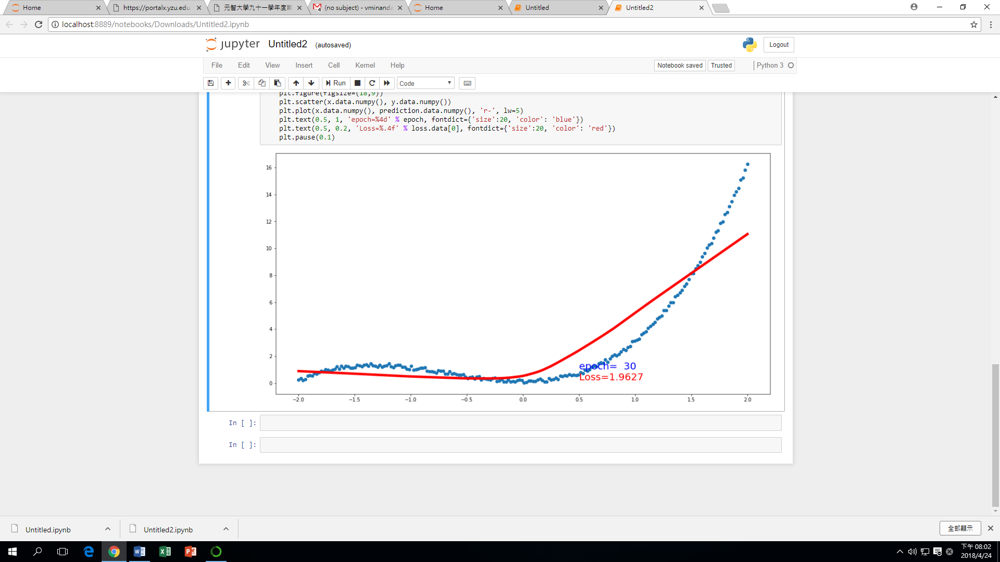 Home
https://portalx.yzu.edu.
元智大學九十一學年度第
(no subject) - vminanda
Home
Untitled
Untitled2
localhost:8889/notebooks/Downloads/Untitled2.ipynb
jupyter Untitled2 (autosaved)
Logout
File Edit View Insert Cell Kernel Help
Notebook saved Trusted Python 3
Run Code
plt.figure(figsize=(18,9))
plt.scatter(x.data.numpy(), y.data.numpy())
plt.plot(x.data.numpy(), prediction.data.numpy(), 'r-', lw=5)
plt.text(0.5, 1, 'epoch=%4d' % epoch, fontdict={'size':20, 'color': 'blue'})
plt.text(0.5, 0.2, 'Loss=%.4f' % loss.data[0], fontdict={'size':20, 'color': 'red'})
plt.pause(0.1)
16
14
12
10
8
6
4
2
0
epoch=  30
Loss=1.9627
−2.0 −1.5 −1.0 −0.5 0.0 0.5 1.0 1.5 2.0
In [ ]:
In [ ]:
Untitled.ipynb
Untitled2.ipynb
全部顯示
下午 08:02
2018/4/24